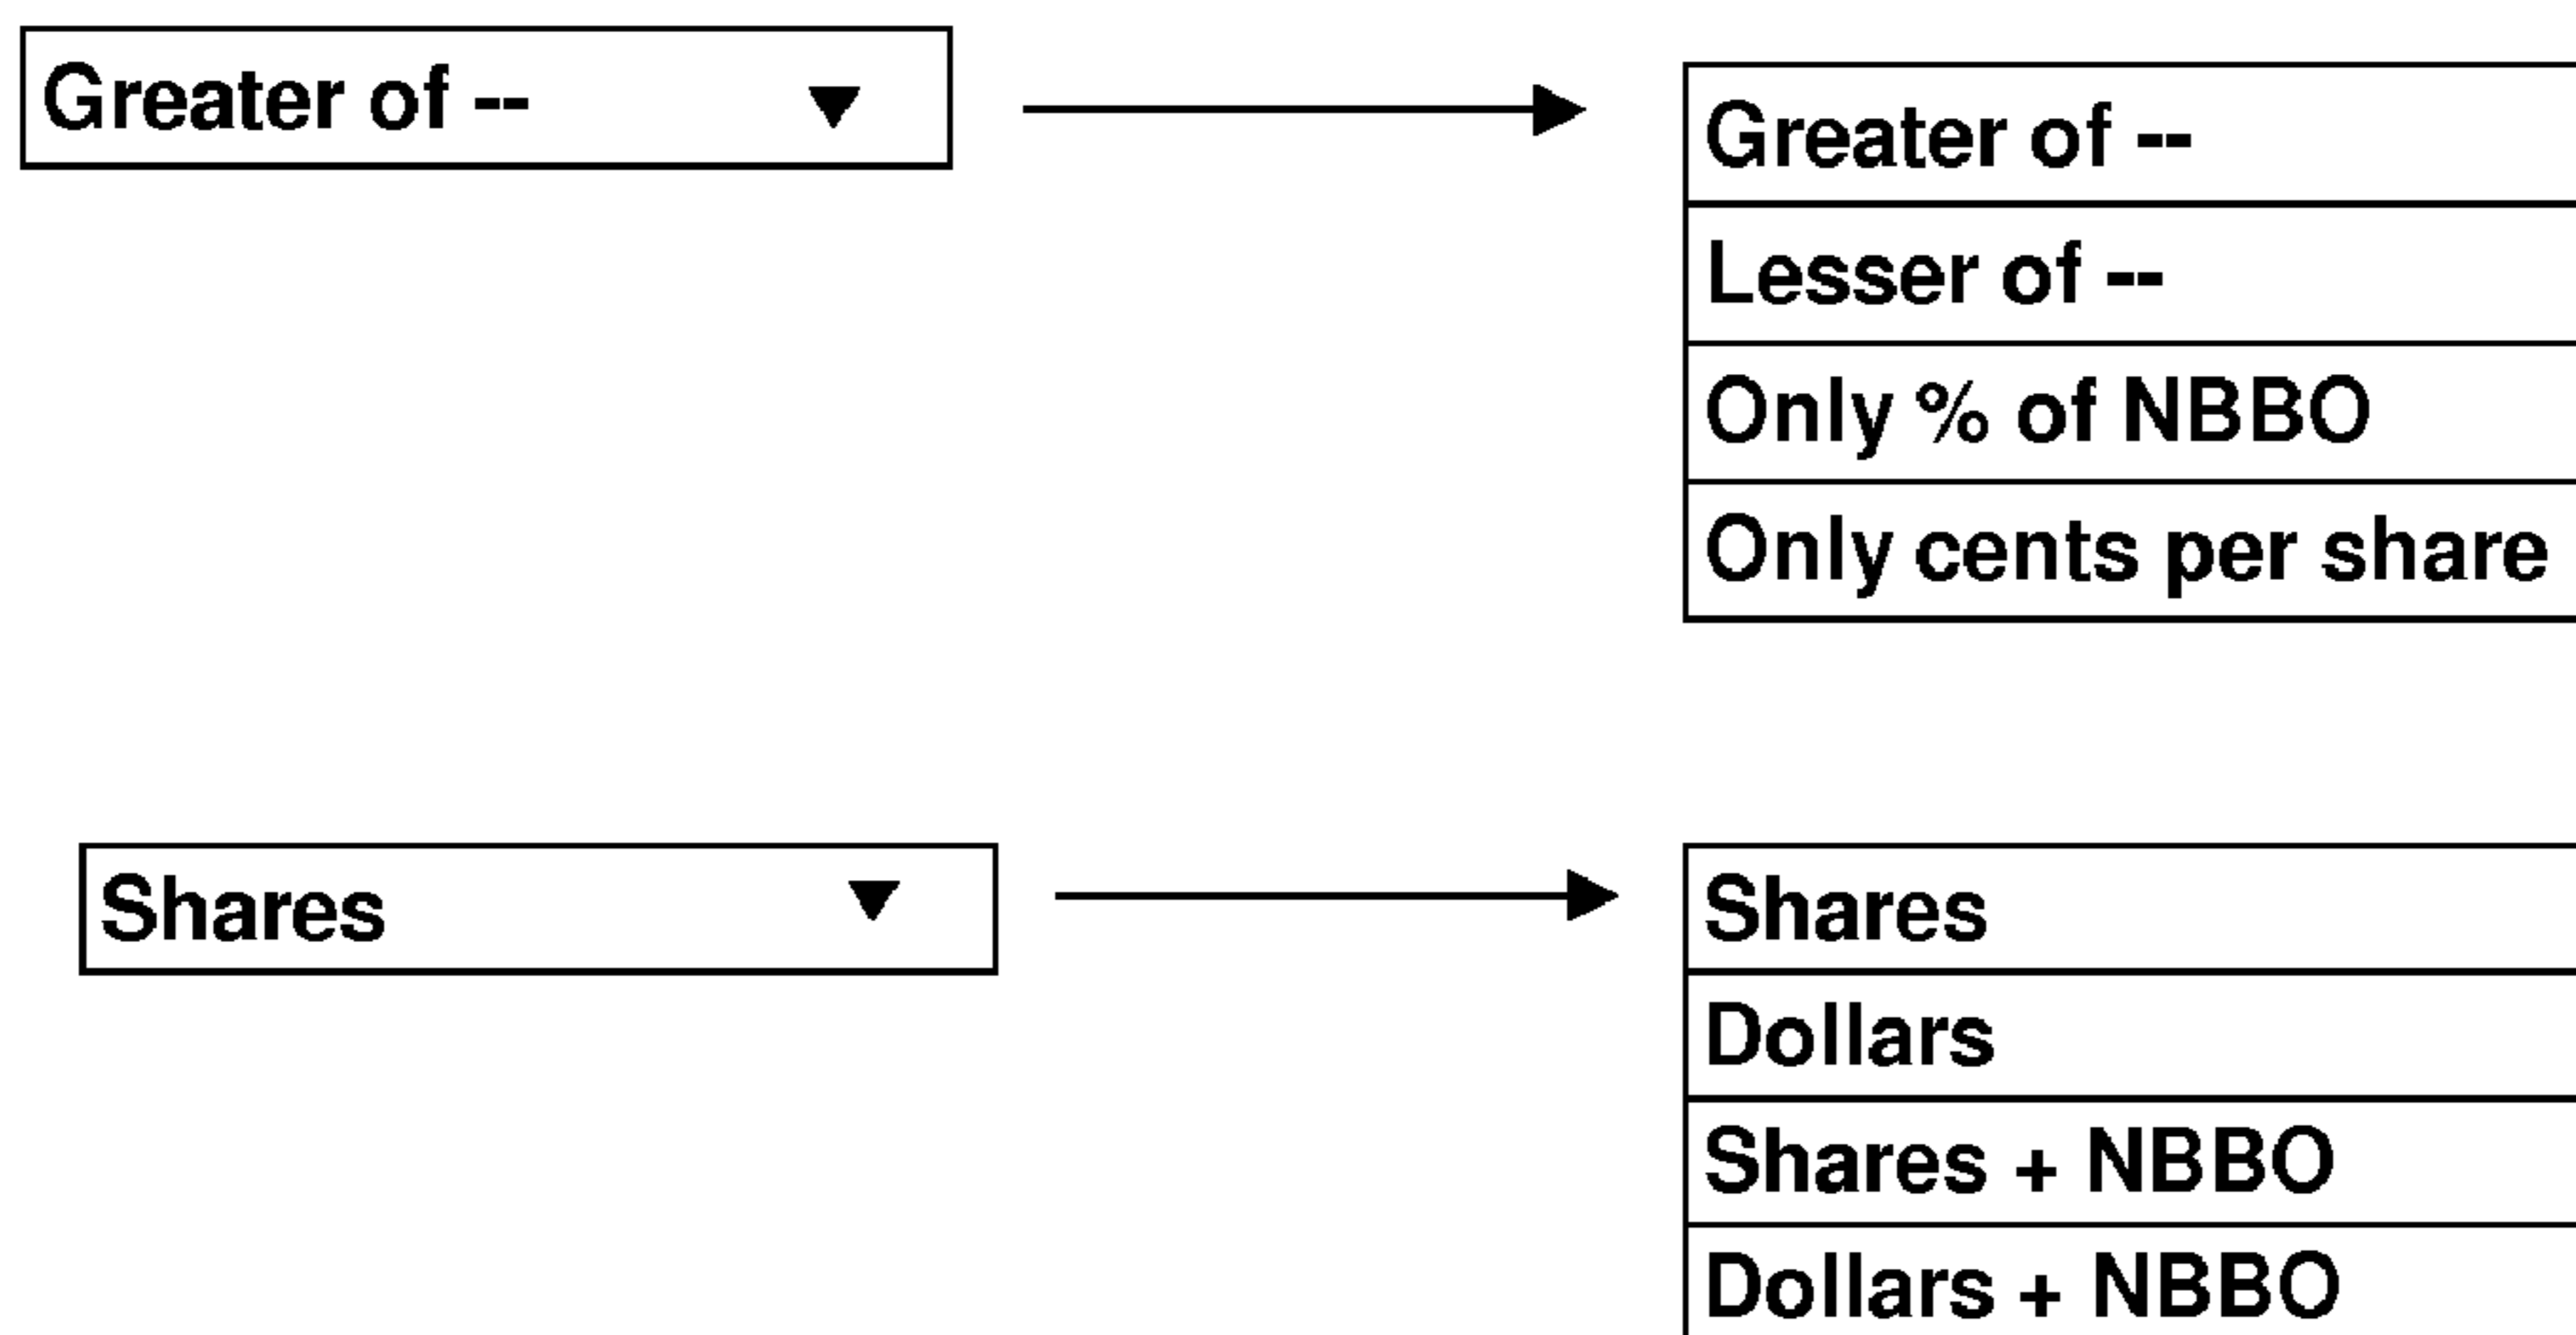 Greater of --
Greater of --
Lesser of --
Only % of NBBO
Only cents per share
Shares
Shares
Dollars
Shares + NBBO
Dollars + NBBO